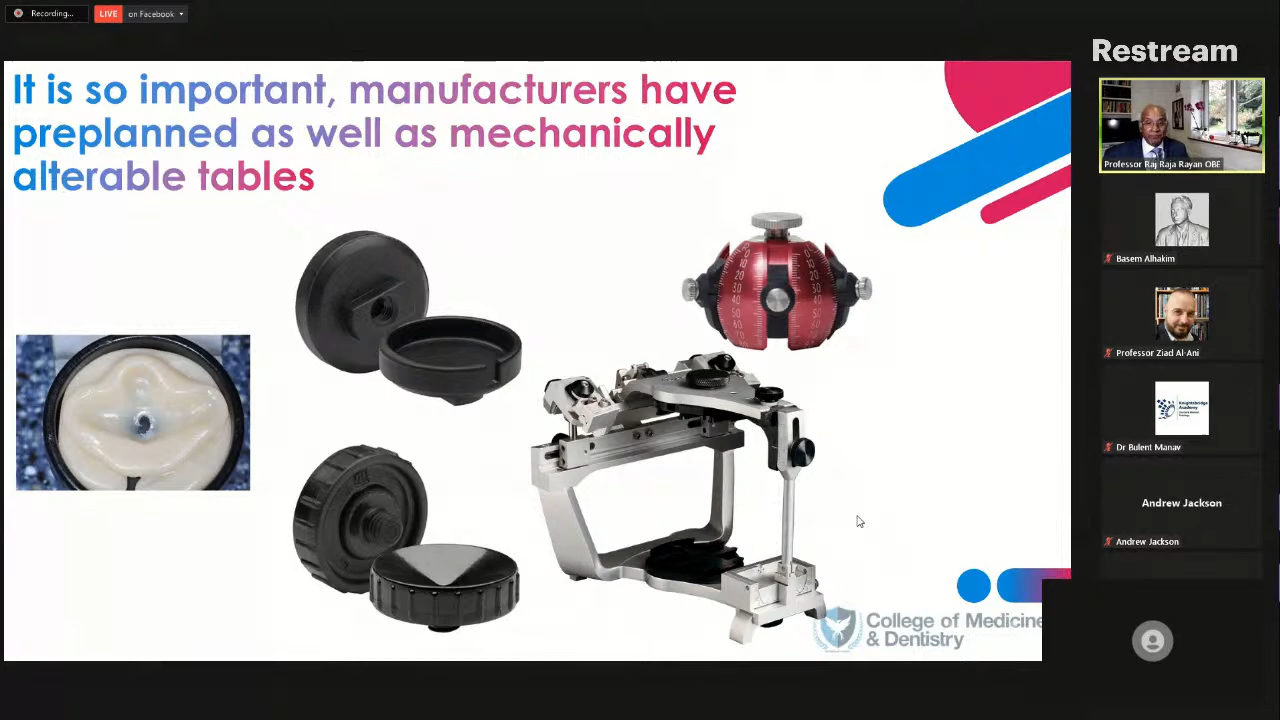 Recording...
LIVE on Facebook
Restream
It is so important, manufacturers have
preplanned as well as mechanically
alterable tables
Professor Raj Raja Rayan OBE
Basem Alhakim
Professor Ziad Al-Ani
Knightsbridge
Academy
Dr Bulent Manav
Andrew Jackson
Andrew Jackson
College of Medicine
& Dentistry